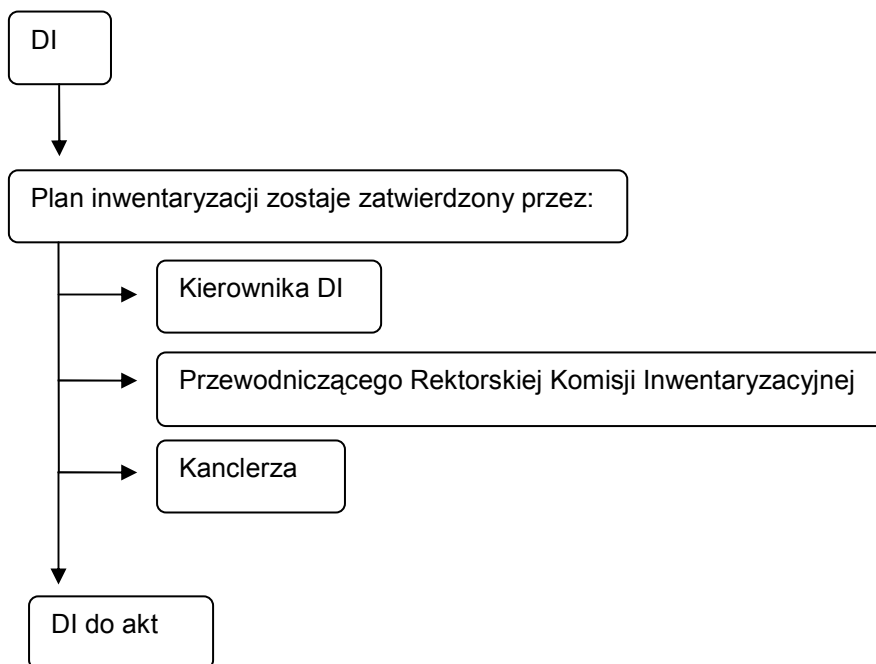 DI
Plan inwentaryzacji zostaje zatwierdzony przez:
Kierownika DI
Przewodniczącego Rektorskiej Komisji Inwentaryzacyjnej
Kanclerza
DI do akt